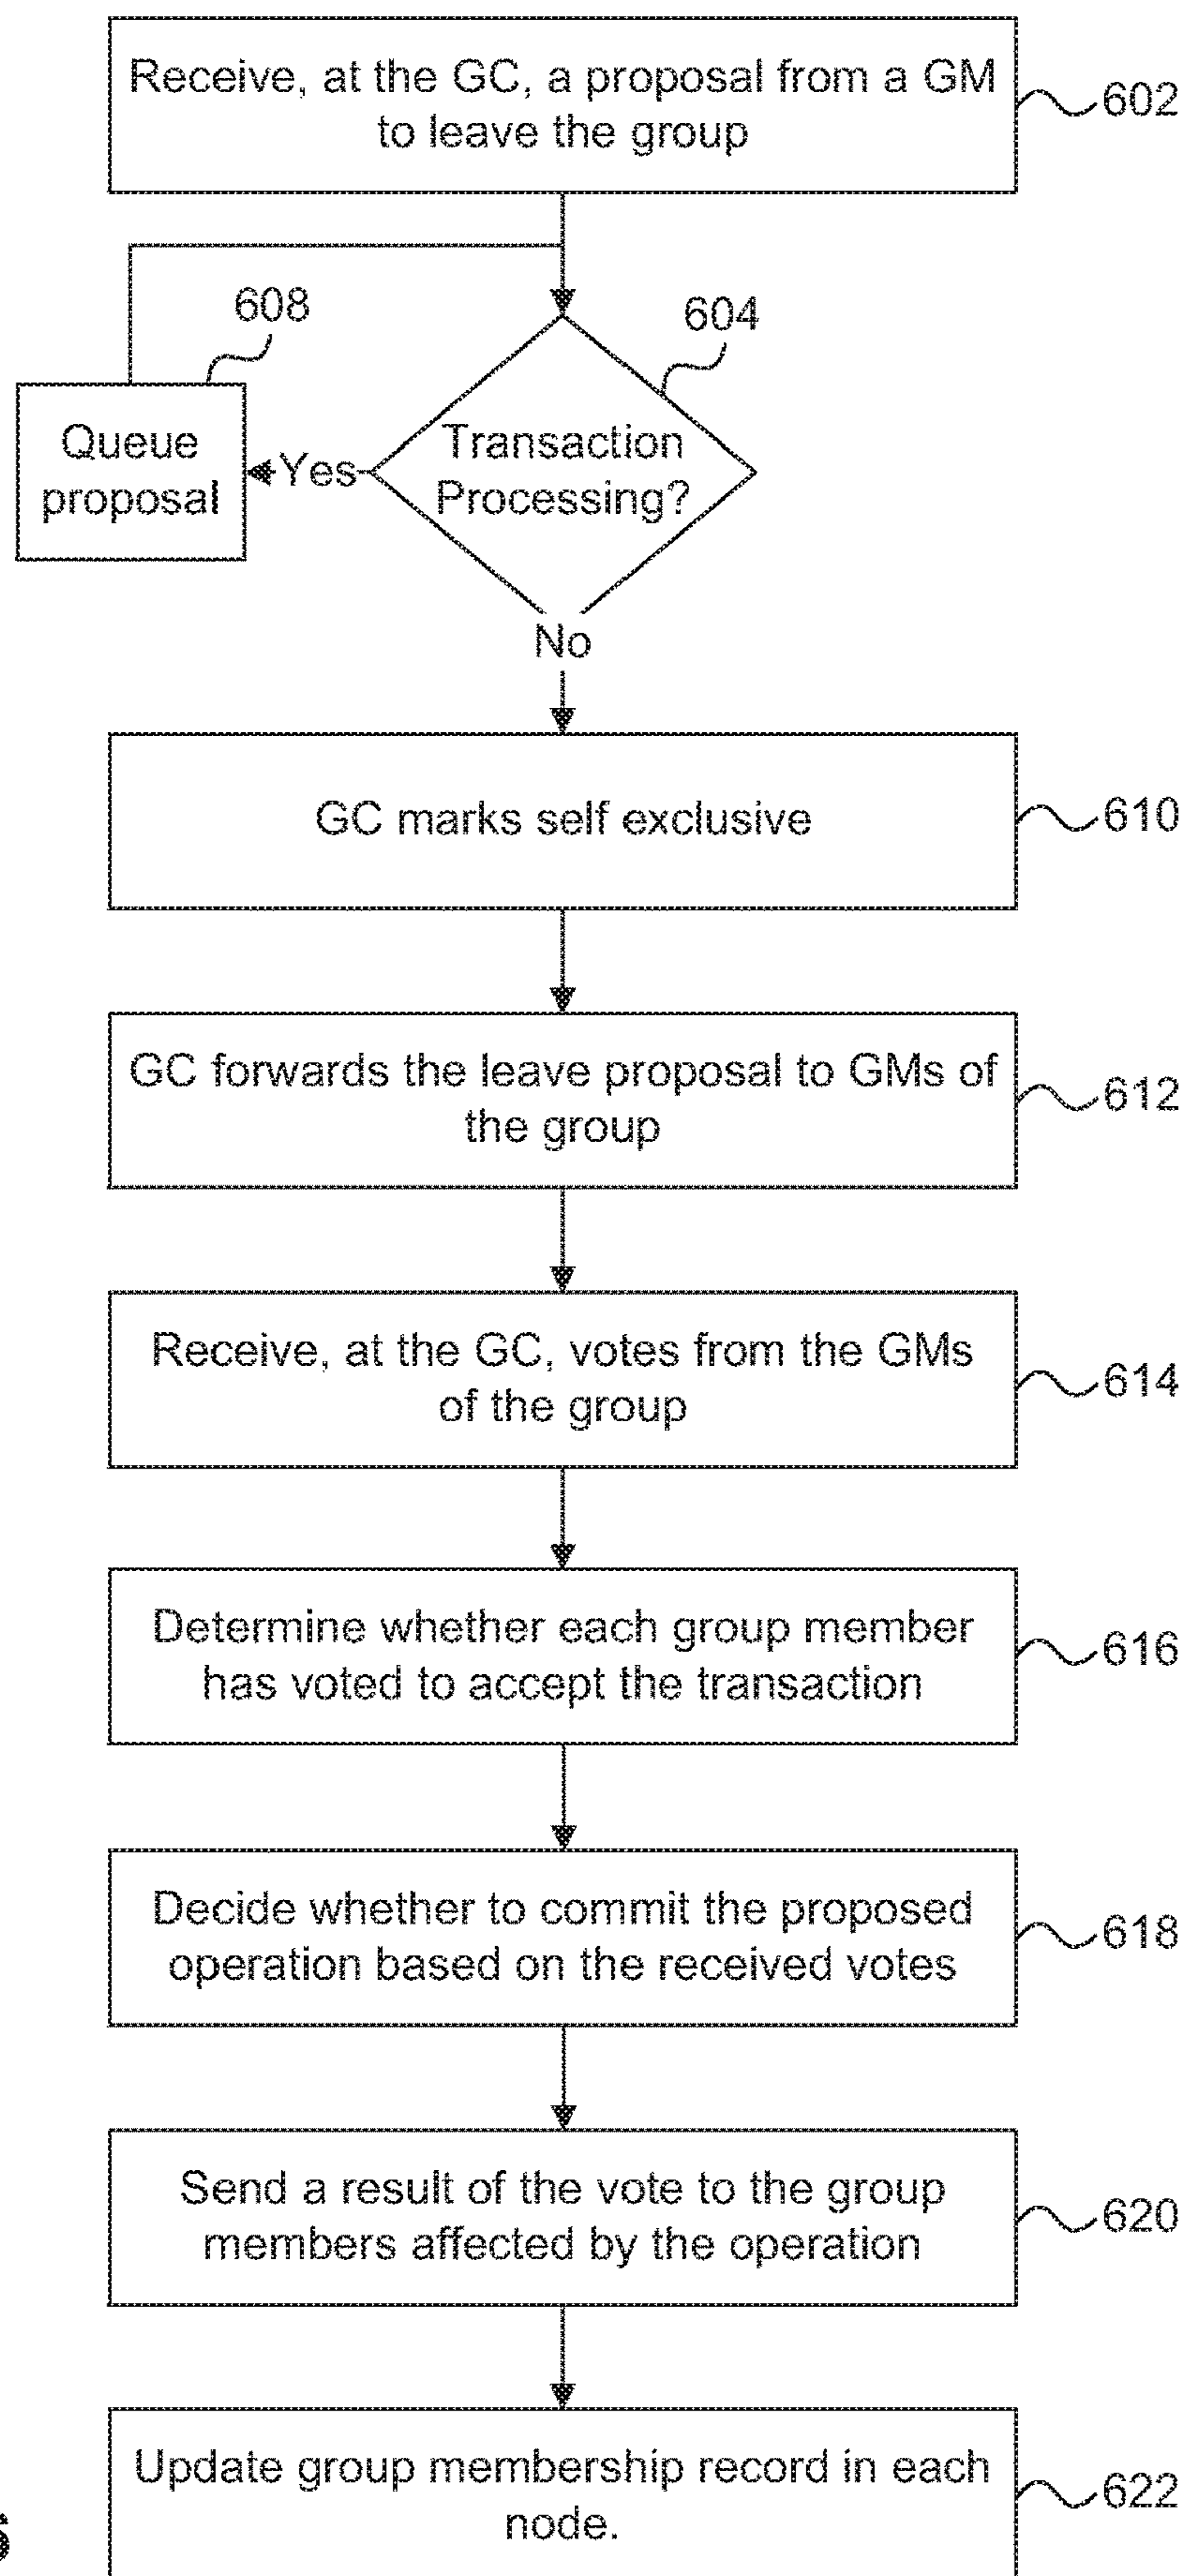 Receive, at the GC, a proposal from a GM
to leave the group
602
608
604
Queue
proposal
Yes
Transaction
Processing?
No
GC marks self exclusive
610
GC forwards the leave proposal to GMs of
the group
612
Receive, at the GC, votes from the GMs
of the group
614
Determine whether each group member
has voted to accept the transaction
616
Decide whether to commit the proposed
operation based on the received votes
618
Send a result of the vote to the group
members affected by the operation
620
Update group membership record in each
node.
622